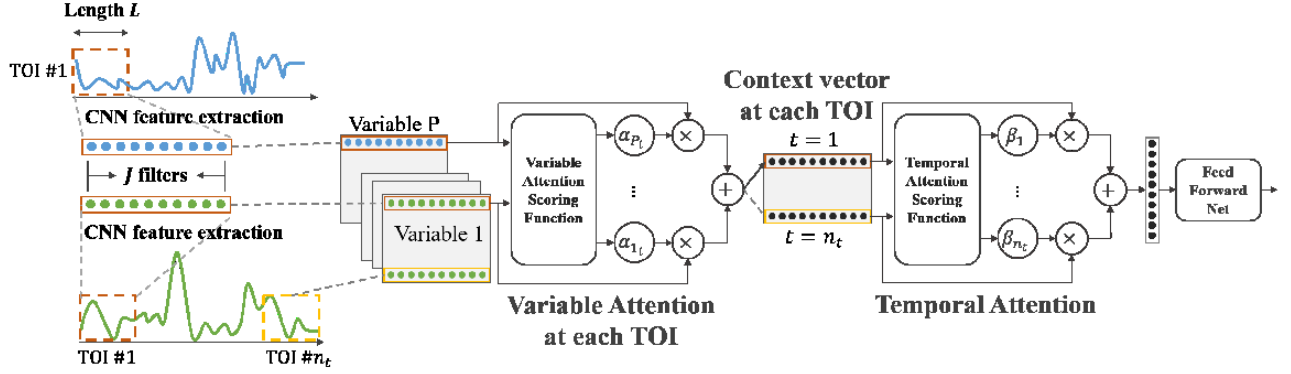 Length L
TOI #1
CNN feature extraction
J filters
CNN feature extraction
TOI #1
TOI #n_t
Variable P
Variable 1
Variable
Attention
Scoring
Function
α_{P_t}
×
⋮
α_{1_t}
×
+
Variable Attention
at each TOI
Context vector
at each TOI
t = 1
t = n_t
Temporal
Attention
Scoring
Function
β_1
×
⋮
β_{n_t}
×
+
Temporal Attention
Feed
Forward
Net